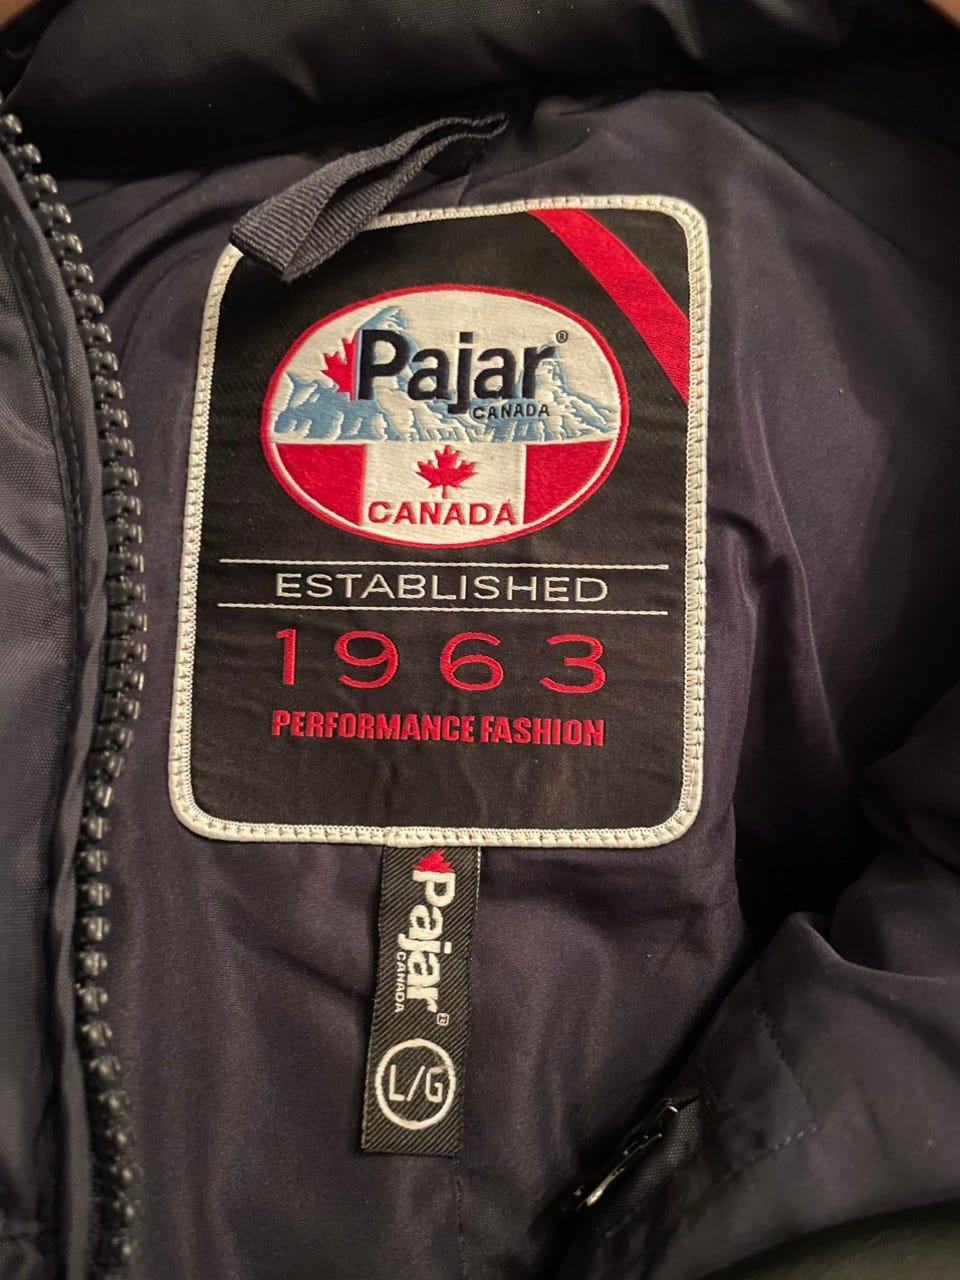 Pajar®
CANADA
CANADA
ESTABLISHED
1963
PERFORMANCE FASHION
Pajar®
CANADA
L/G